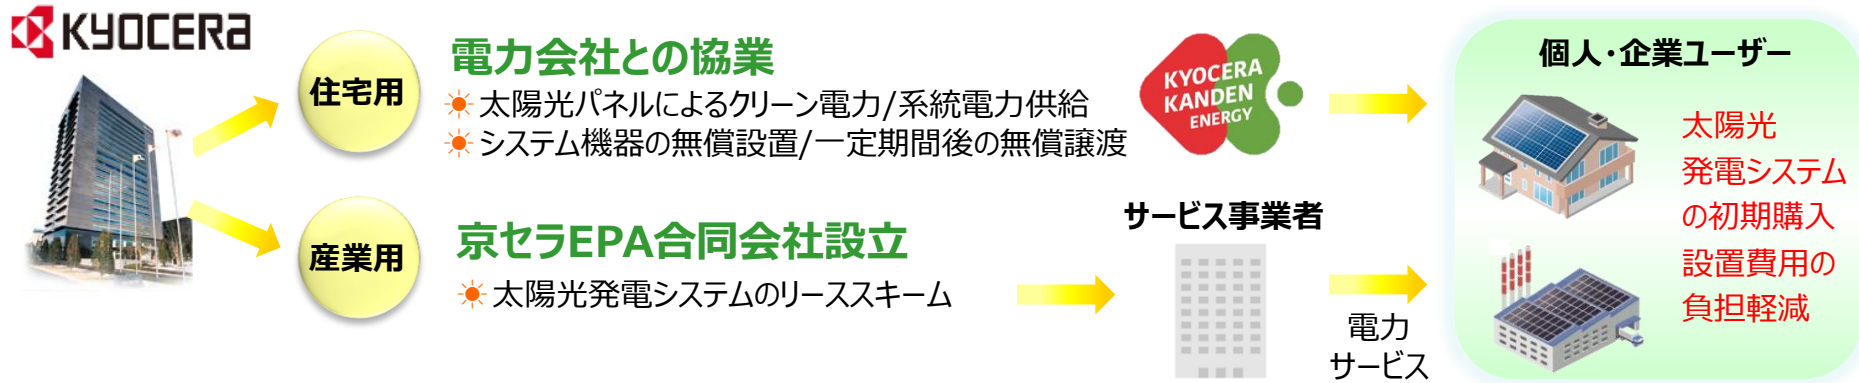 KYOCERA
住宅用
電力会社との協業
太陽光パネルによるクリーン電力/系統電力供給
システム機器の無償設置/一定期間後の無償譲渡
KYOCERA
KANDEN
ENERGY
産業用
京セラEPA合同会社設立
太陽光発電システムのリーススキーム
サービス事業者
電力
サービス
個人・企業ユーザー
太陽光
発電システム
の初期購入
設置費用の
負担軽減